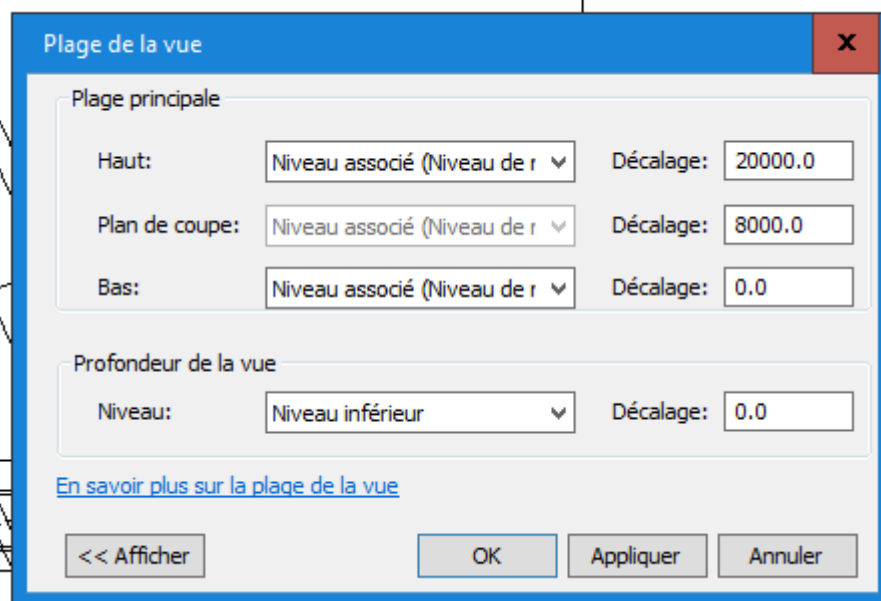 Plage de la vue
Plage principale
Haut: Niveau associé (Niveau de r Décalage: 20000.0
Plan de coupe: Niveau associé (Niveau de r Décalage: 8000.0
Bas: Niveau associé (Niveau de r Décalage: 0.0
Profondeur de la vue
Niveau: Niveau inférieur Décalage: 0.0
En savoir plus sur la plage de la vue
<< Afficher OK Appliquer Annuler